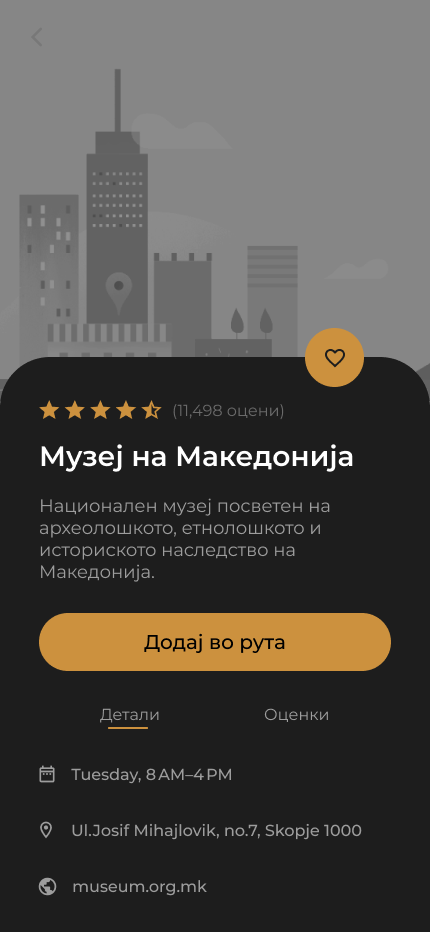 (11,498 оцени)
Музеј на Македонија
Национален музеј посветен на
археолошкото, етнолошкото и
историското наследство на
Македонија.
Додај во рута
Детали
Оценки
Tuesday, 8 AM–4 PM
Ul.Josif Mihajlovik, no.7, Skopje 1000
museum.org.mk